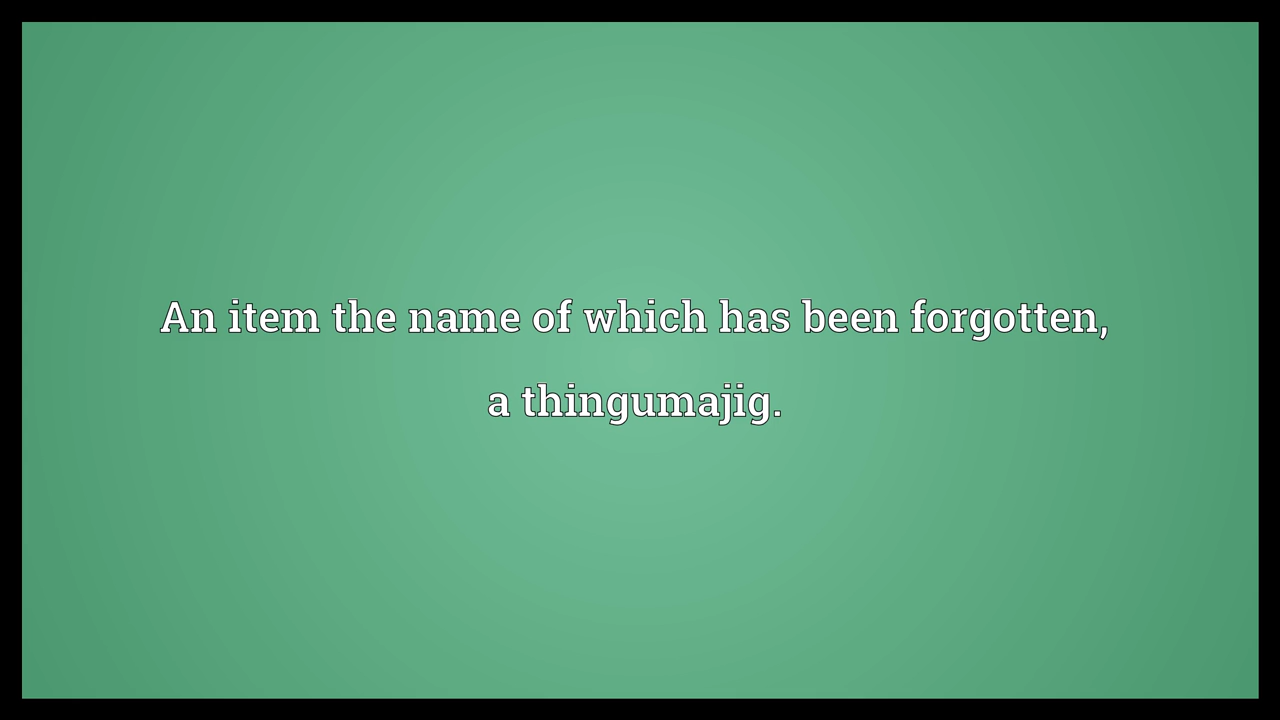 An item the name of which has been forgotten,
a thingumajig.